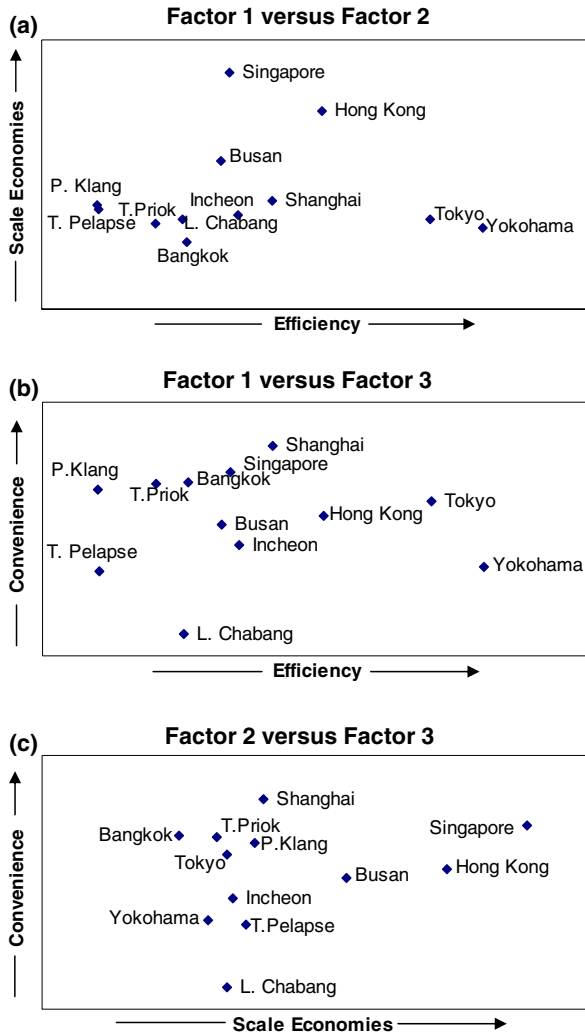 (a)
Factor 1 versus Factor 2
Scale Economies
Singapore
Hong Kong
Busan
P. Klang
T. Pelapse
T.Priok
Incheon
Shanghai
L. Chabang
Bangkok
Tokyo
Yokohama
Efficiency
(b)
Factor 1 versus Factor 3
Convenience
Shanghai
Singapore
P.Klang
T.Priok
Bangkok
Tokyo
Hong Kong
Busan
Incheon
T. Pelapse
Yokohama
L. Chabang
Efficiency
(c)
Factor 2 versus Factor 3
Convenience
Shanghai
Bangkok
T.Priok
Singapore
P.Klang
Tokyo
Hong Kong
Busan
Incheon
Yokohama
T.Pelapse
L. Chabang
Scale Economies